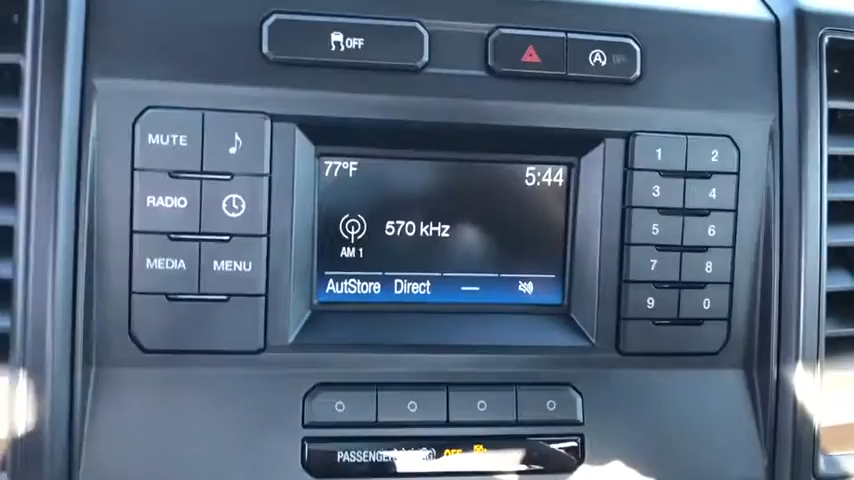 OFF
A OFF
MUTE
RADIO
MEDIA MENU
77°F 5:44
570 kHz
AM 1
AutStore Direct
1 2
3 4
5 6
7 8
9 0
OFF